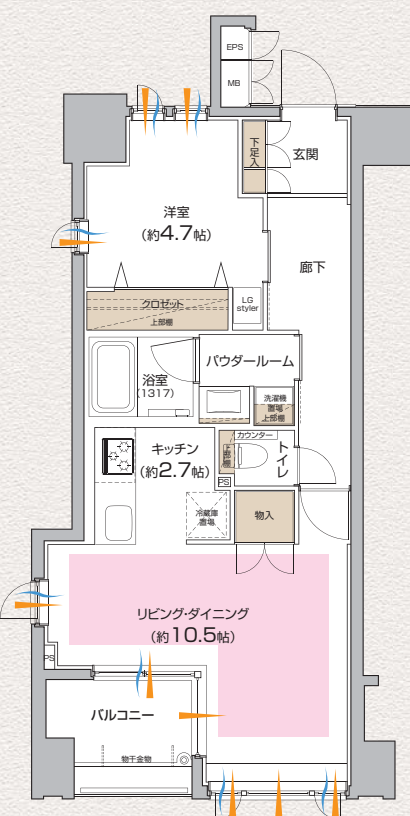 EPS
MB
下足入
玄関
洋室
(約4.7帖)
廊下
クロゼット
上部棚
LG
styler
パウダールーム
浴室
(1317)
洗濯機
置場
上部棚
キッチン
(約2.7帖)
カウンター
上部棚
トイレ
PS
冷蔵庫
置場
物入
リビング・ダイニング
(約10.5帖)
PS
バルコニー
物干金物